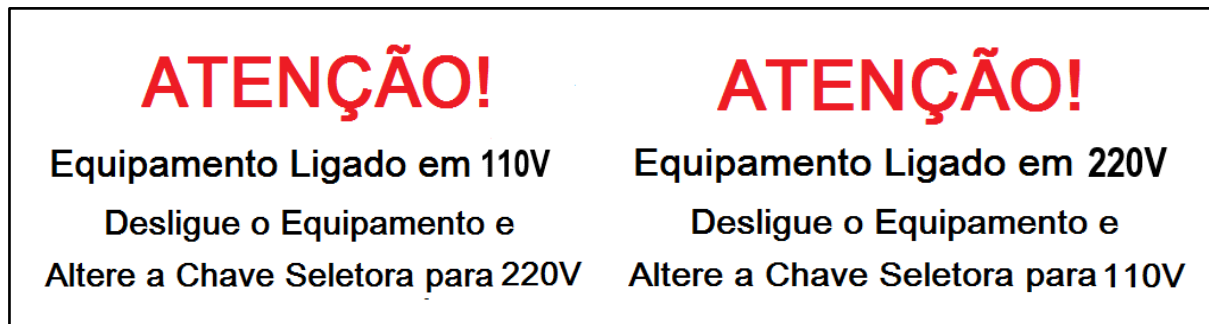 ATENÇÃO!
Equipamento Ligado em 110V
Desligue o Equipamento e
Altere a Chave Seletora para 220V
ATENÇÃO!
Equipamento Ligado em 220V
Desligue o Equipamento e
Altere a Chave Seletora para 110V